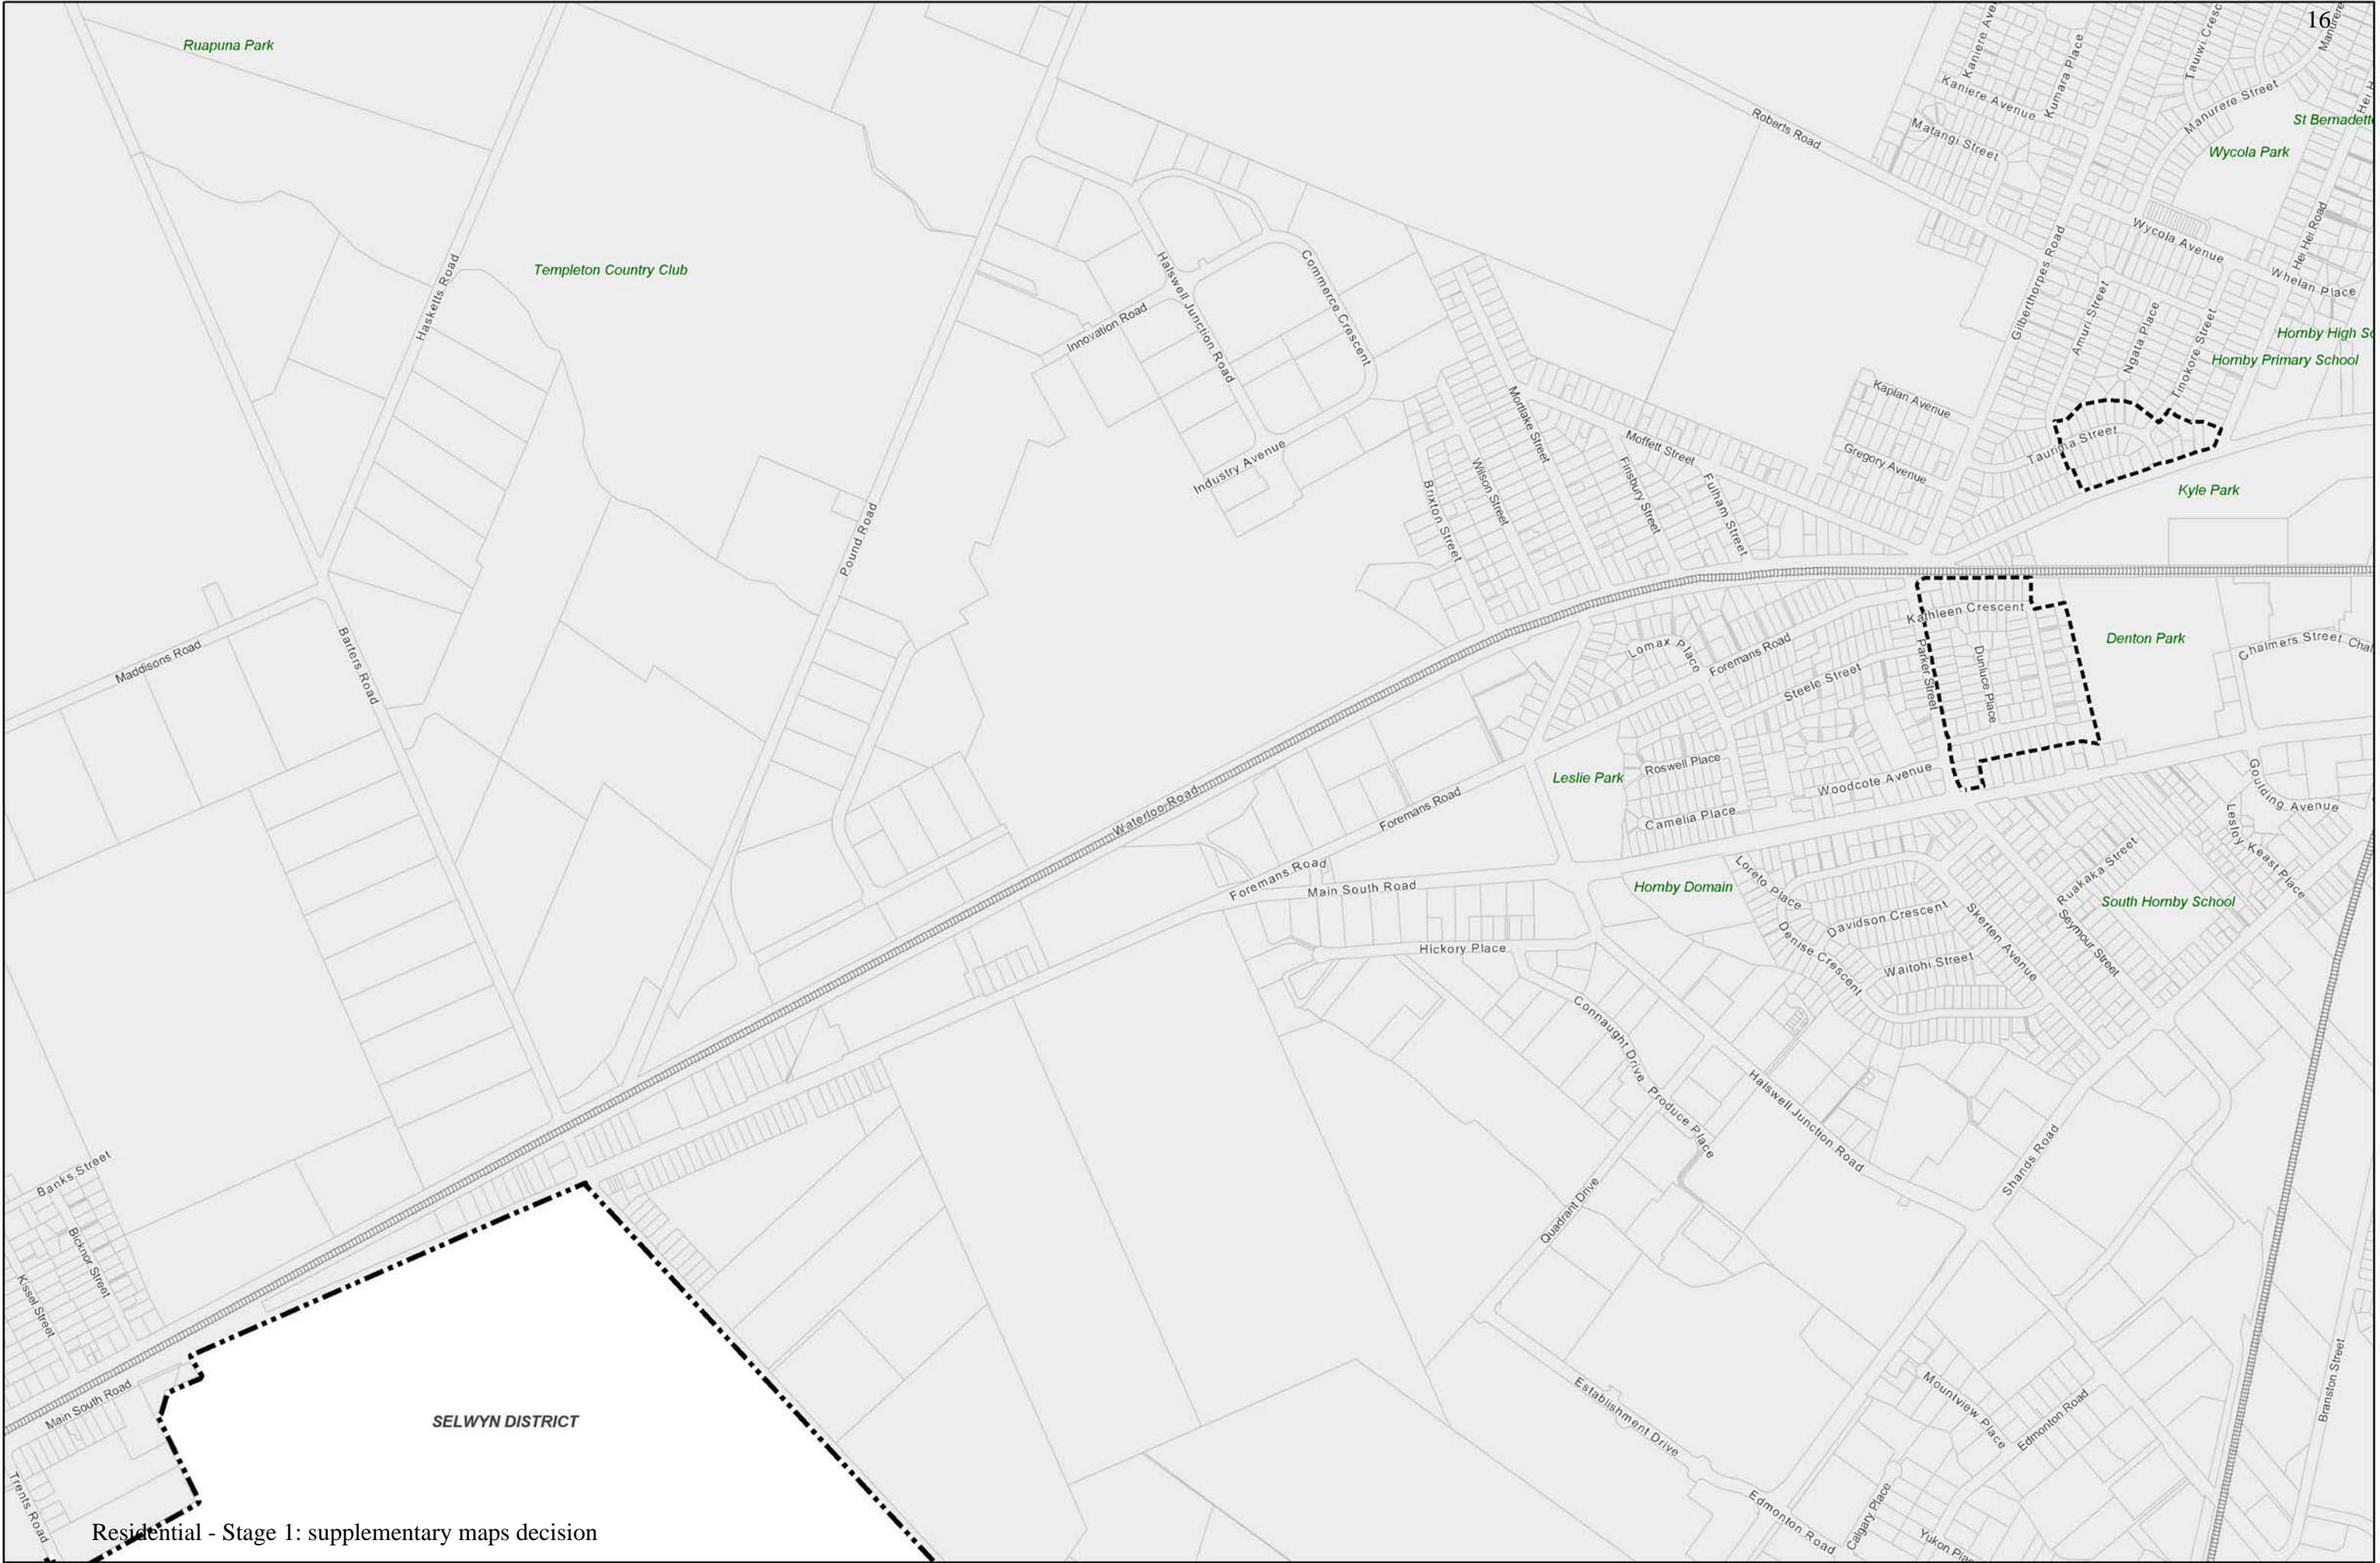 16
Ruapuna Park
Kaniere Avenue
Kumara Place
Manurere Street
Roberts Road
Matangi Street
Wycola Park
Wycola Avenue
Hei Hei Road
Whelan Place
Templeton Country Club
Hasketts Road
Halswell Junction Road
Commerce Crescent
Innovation Road
Gilberthorpes Road
Amuri Street
Ngata Place
Tinokore Street
Hornby Primary School
Kaplan Avenue
Gregory Avenue
Taurima Street
Kyle Park
Mortlake Street
Moffett Street
Industry Avenue
Brixton Street
Wilson Street
Finsbury Street
Fulham Street
Pound Road
Maddisons Road
Barters Road
Kathleen Crescent
Denton Park
Chalmers Street
Lomax Place
Foremans Road
Steele Street
Parker Street
Dunluce Place
Leslie Park
Roswell Place
Woodcote Avenue
Camelia Place
Goulding Avenue
Lesley Keast Place
Waterloo Road
Foremans Road
Foremans Road
Main South Road
Hornby Domain
Loreto Place
Davidson Crescent
Denise Crescent
Waitohi Street
Skerten Avenue
Ruakaka Street
Seymour Street
South Hornby School
Hickory Place
Connaught Drive
Produce Place
Halswell Junction Road
Shands Road
Quadrant Drive
Banks Street
Bicknor Street
Kissel Street
Main South Road
Trents Road
SELWYN DISTRICT
Establishment Drive
Mountview Place
Edmonton Road
Edmonton Road
Calgary Place
Branston Street
Residential - Stage 1: supplementary maps decision